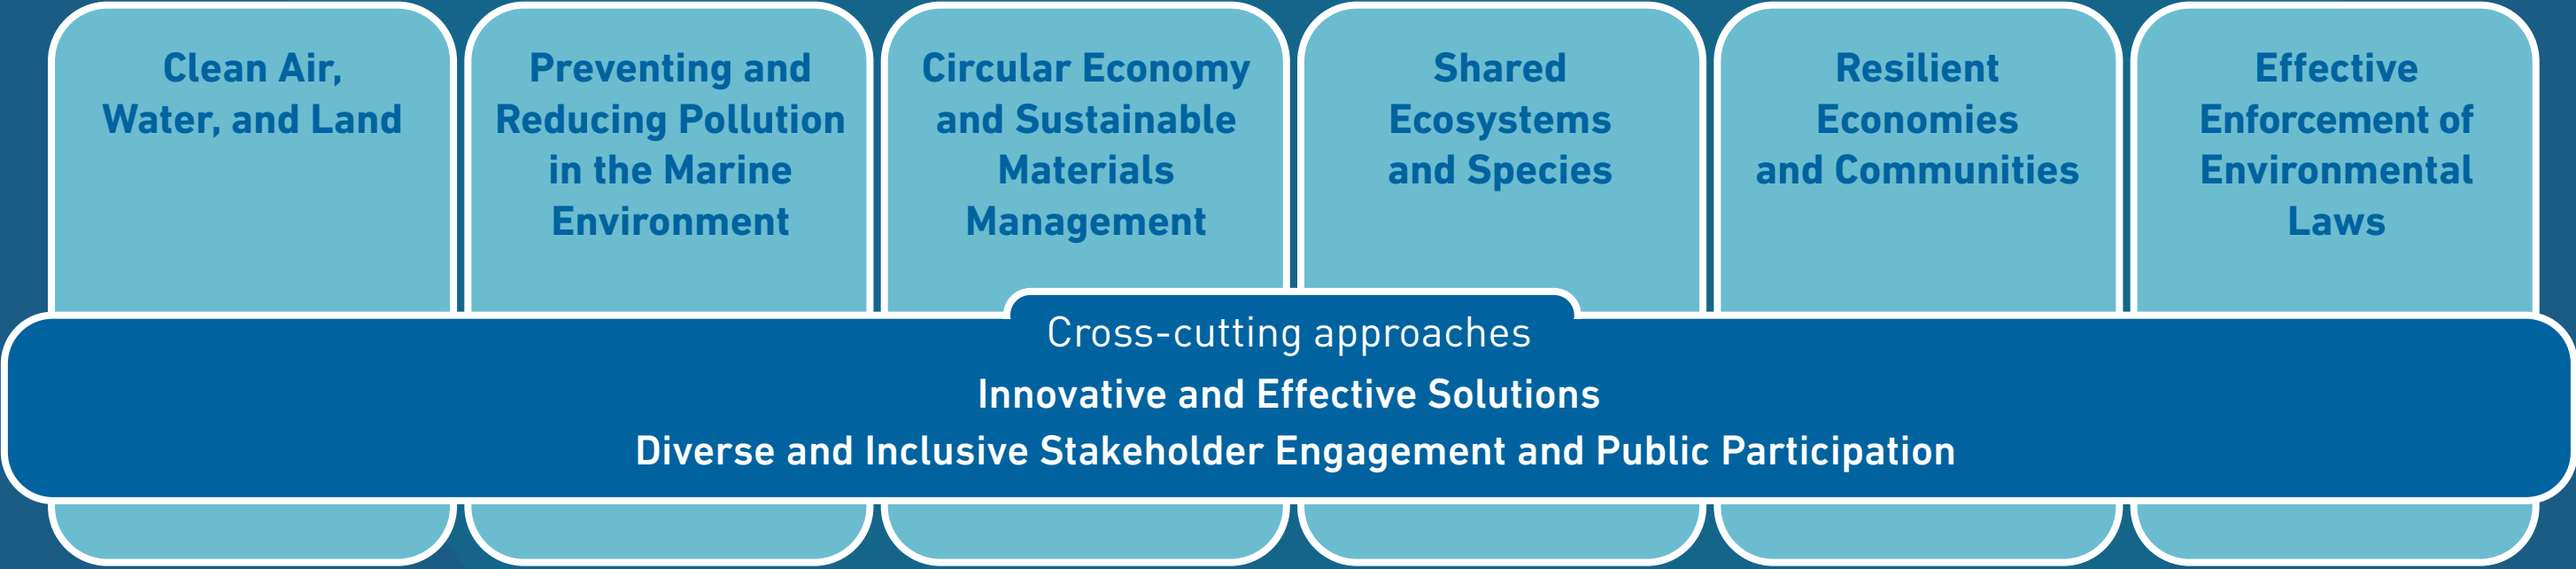 Clean Air,
Water, and Land
Preventing and
Reducing Pollution
in the Marine
Environment
Circular Economy
and Sustainable
Materials
Management
Shared
Ecosystems
and Species
Resilient
Economies
and Communities
Effective
Enforcement of
Environmental
Laws
Cross-cutting approaches
Innovative and Effective Solutions
Diverse and Inclusive Stakeholder Engagement and Public Participation